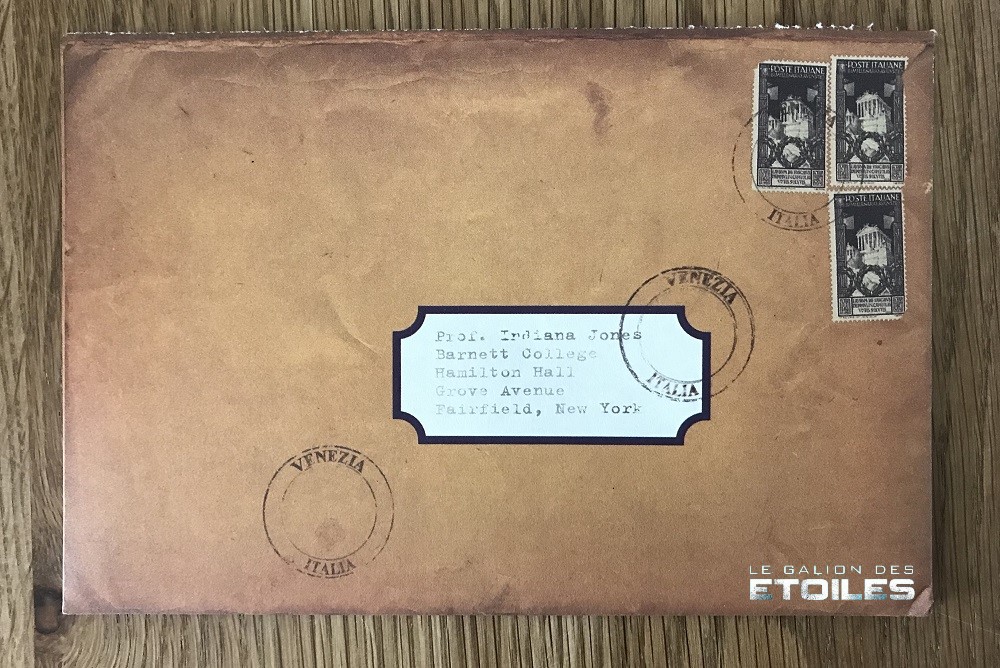 POSTE ITALIANE
POSTE ITALIANE
ITALIA
POSTE ITALIANE
VENEZIA
ITALIA
Prof. Indiana Jones
Barnett College
Hamilton Hall
Grove Avenue
Fairfield, New York
VENEZIA
ITALIA
LE GALION DES
ETOILES